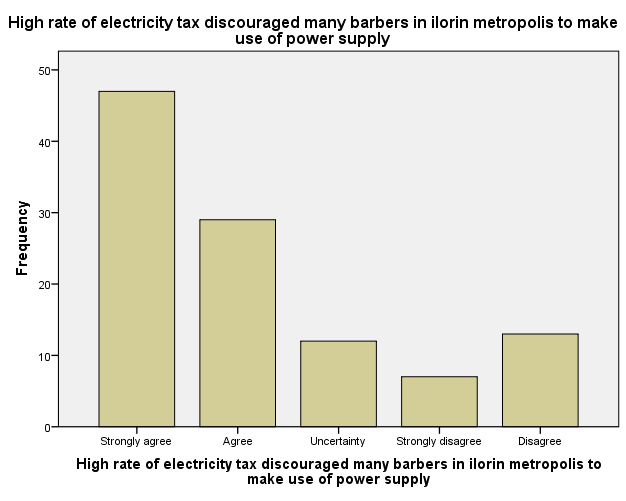 High rate of electricity tax discouraged many barbers in ilorin metropolis to make
use of power supply
50
40
30
20
10
0
Frequency
Strongly agree
Agree
Uncertainty
Strongly disagree
Disagree
High rate of electricity tax discouraged many barbers in ilorin metropolis to
make use of power supply